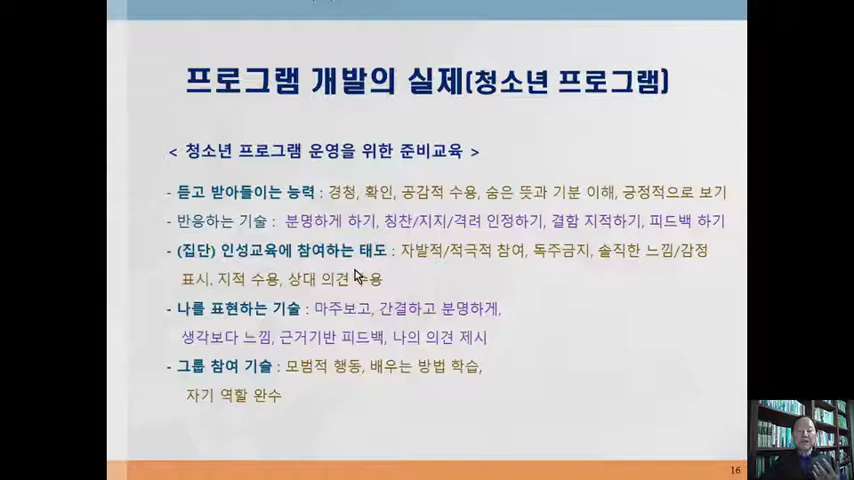 프로그램 개발의 실제(청소년 프로그램)
< 청소년 프로그램 운영을 위한 준비교육 >
- 듣고 받아들이는 능력 : 경청, 확인, 공감적 수용, 숨은 뜻과 기분 이해, 긍정적으로 보기
- 반응하는 기술 : 분명하게 하기, 칭찬/지지/격려 인정하기, 결함 지적하기, 피드백 하기
- (집단) 인성교육에 참여하는 태도 : 자발적/적극적 참여, 독주금지, 솔직한 느낌/감정
표시, 지적 수용, 상대 의견 수용
- 나를 표현하는 기술 : 마주보고, 간결하고 분명하게,
생각보다 느낌, 근거기반 피드백, 나의 의견 제시
- 그룹 참여 기술 : 모범적 행동, 배우는 방법 학습,
자기 역할 완수
16